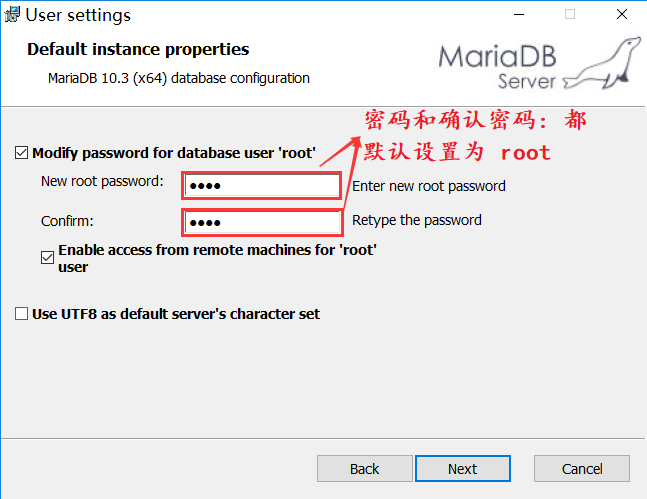 User settings
Default instance properties
MariaDB 10.3 (x64) database configuration
MariaDB
Server
密码和确认密码: 都
默认设置为 root
Modify password for database user 'root'
New root password:
●●●●
Enter new root password
Confirm:
●●●●
Retype the password
Enable access from remote machines for 'root'
user
Use UTF8 as default server's character set
Back
Next
Cancel